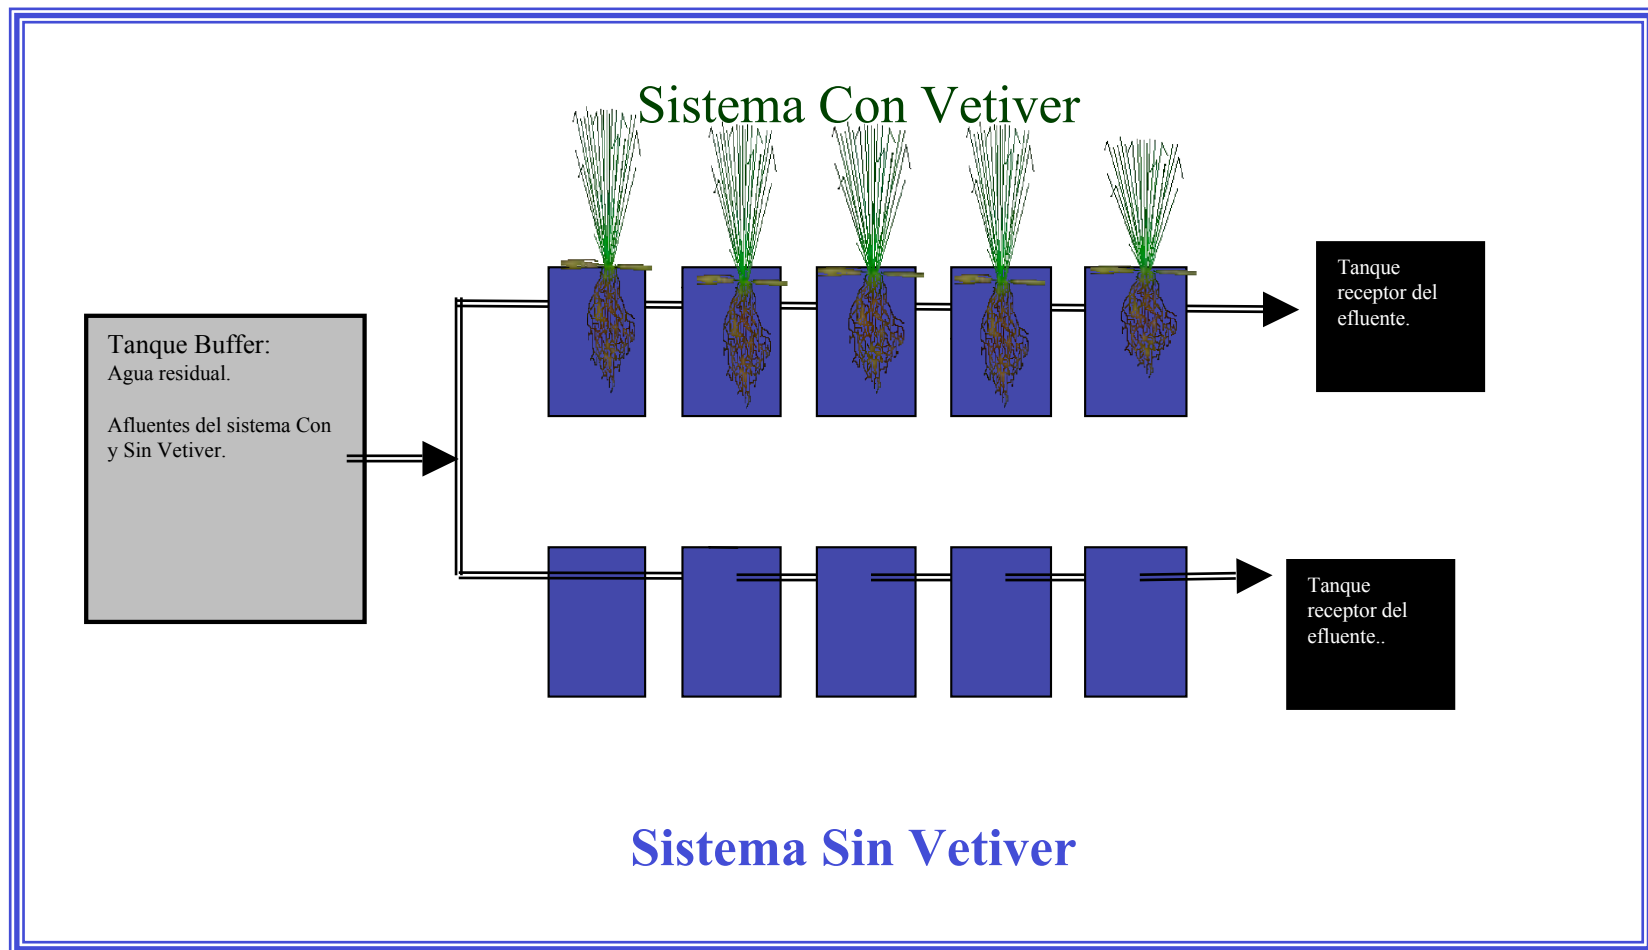 Sistema Con Vetiver
Tanque Buffer:
Agua residual.
Afluentes del sistema Con
y Sin Vetiver.
Tanque
receptor del
efluente.
Tanque
receptor del
efluente..
Sistema Sin Vetiver